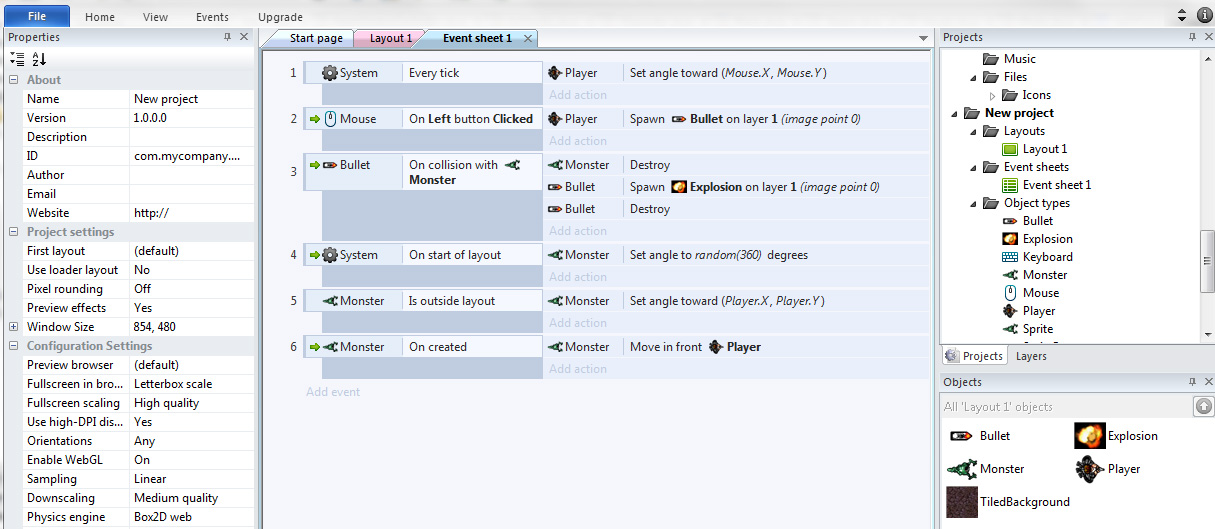 File Home View Events Upgrade
Properties
About
Name New project
Version 1.0.0.0
Description
ID com.mycompany....
Author
Email
Website http://
Project settings
First layout (default)
Use loader layout No
Pixel rounding Off
Preview effects Yes
Window Size 854, 480
Configuration Settings
Preview browser (default)
Fullscreen in bro... Letterbox scale
Fullscreen scaling High quality
Use high-DPI dis... Yes
Orientations Any
Enable WebGL On
Sampling Linear
Downscaling Medium quality
Physics engine Box2D web
Start page Layout 1 Event sheet 1
1 System Every tick Player Set angle toward (Mouse.X, Mouse.Y)
Add action
2 Mouse On Left button Clicked Player Spawn Bullet on layer 1 (image point 0)
Add action
3 Bullet On collision with Monster Monster Destroy
Bullet Spawn Explosion on layer 1 (image point 0)
Bullet Destroy
Add action
4 System On start of layout Monster Set angle to random(360) degrees
Add action
5 Monster Is outside layout Monster Set angle toward (Player.X, Player.Y)
Add action
6 Monster On created Monster Move in front Player
Add action
Add event
Projects
Music
Files
Icons
New project
Layouts
Layout 1
Event sheets
Event sheet 1
Object types
Bullet
Explosion
Keyboard
Monster
Mouse
Player
Sprite
Projects Layers
Objects
All 'Layout 1' objects
Bullet Explosion
Monster Player
TiledBackground